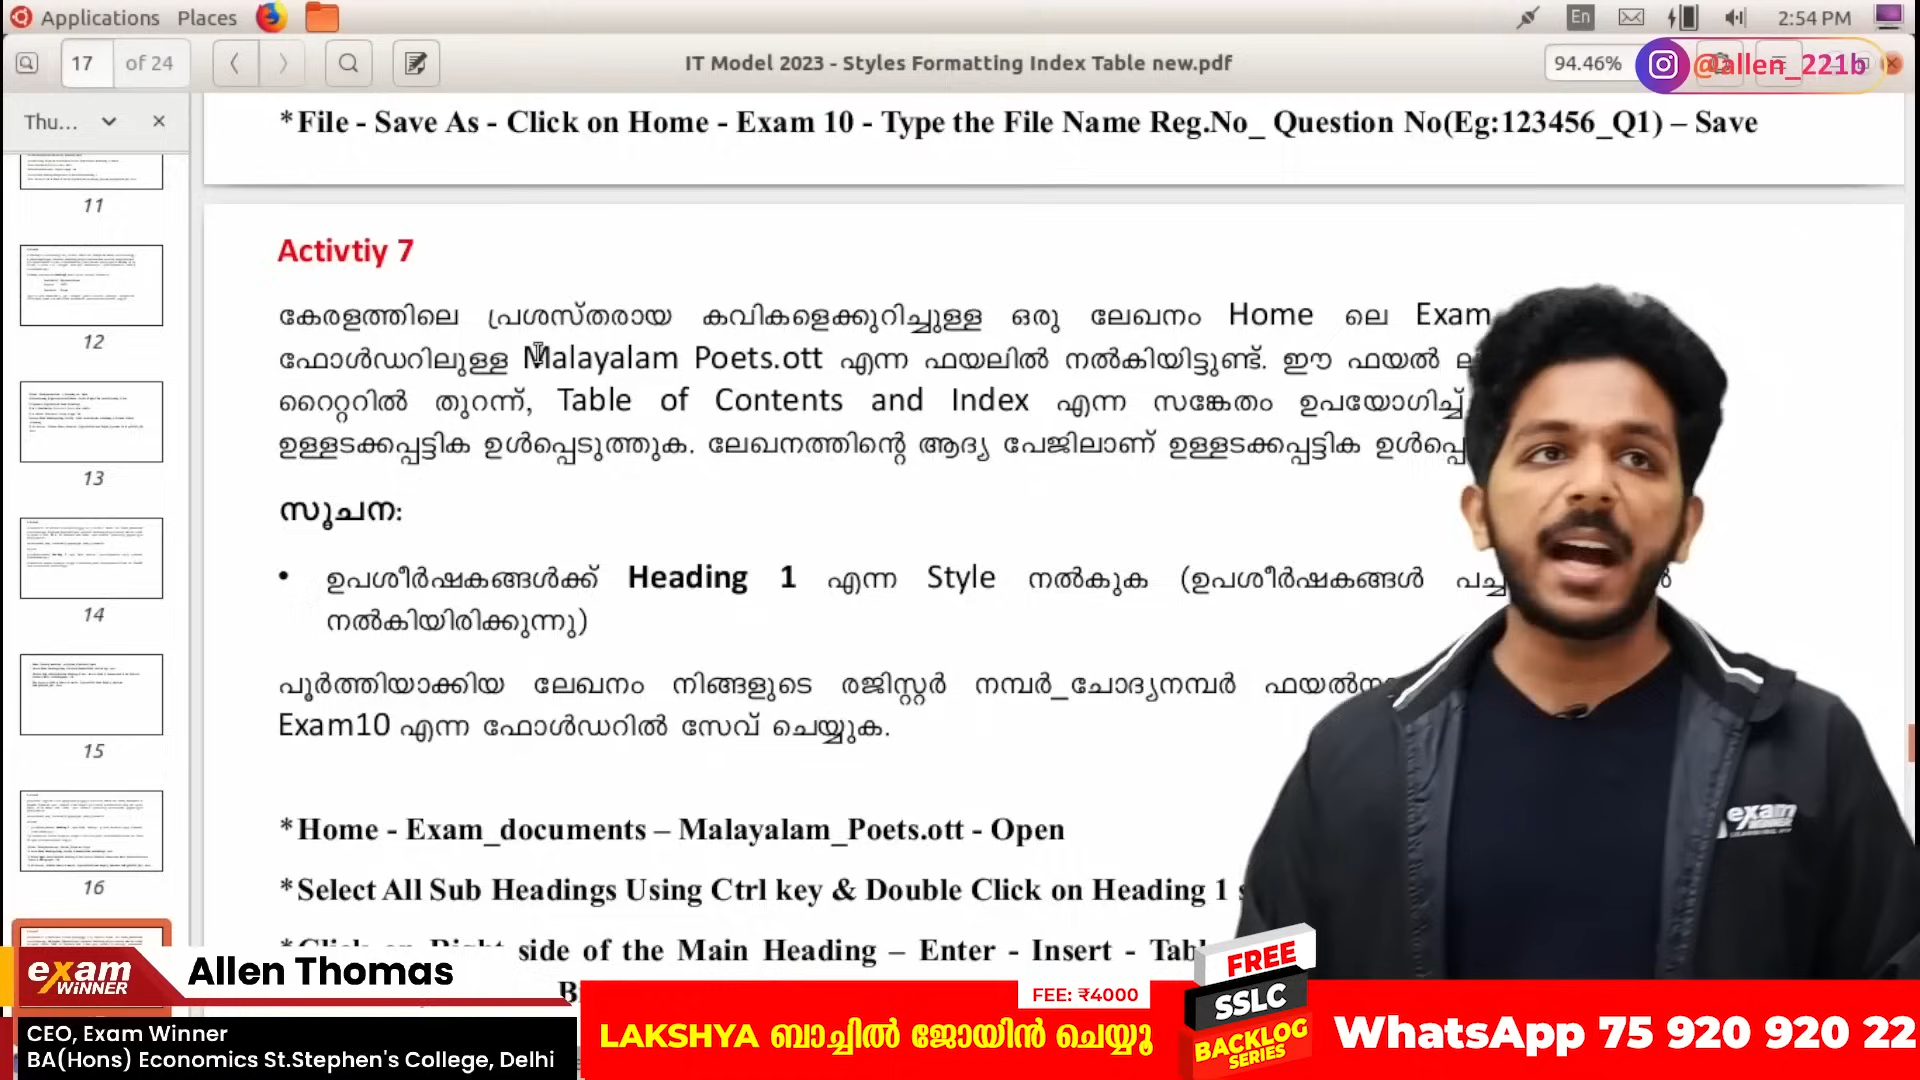 Applications Places
En
2:54 PM
17 of 24
IT Model 2023 - Styles Formatting Index Table new.pdf
94.46%
@allen_221b
Thu...
11
12
13
14
15
16
*File - Save As - Click on Home - Exam 10 - Type the File Name Reg.No_ Question No(Eg:123456_Q1) – Save
Activtiy 7
കേരളത്തിലെ പ്രശസ്തരായ കവികളെക്കുറിച്ചുള്ള ഒരു ലേഖനം Home ലെ Exam
ഫോൾഡറിലുള്ള Malayalam Poets.ott എന്ന ഫയലിൽ നൽകിയിട്ടുണ്ട്. ഈ ഫയൽ
റൈറ്ററിൽ തുറന്ന്, Table of Contents and Index എന്ന സങ്കേതം ഉപയോഗിച്ച്
ഉള്ളടക്കപ്പട്ടിക ഉൾപ്പെടുത്തുക. ലേഖനത്തിന്റെ ആദ്യ പേജിലാണ് ഉള്ളടക്കപ്പട്ടിക
സൂചന:
• ഉപശീർഷകങ്ങൾക്ക് Heading 1 എന്ന Style നൽകുക (ഉപശീർഷകങ്ങൾ
നൽകിയിരിക്കുന്നു)
പൂർത്തിയാക്കിയ ലേഖനം നിങ്ങളുടെ രജിസ്റ്റർ നമ്പർ_ചോദ്യനമ്പർ
Exam10 എന്ന ഫോൾഡറിൽ സേവ് ചെയ്യുക.
*Home - Exam_documents – Malayalam_Poets.ott - Open
*Select All Sub Headings Using Ctrl key & Double Click on Heading 1
side of the Main Heading – Enter - Insert -
exam
WINNER
Allen Thomas
CEO, Exam Winner
BA(Hons) Economics St.Stephen's College, Delhi
FEE: ₹4000
LAKSHYA ബാച്ചിൽ ജോയിൻ ചെയ്യൂ
FREE
SSLC
BACKLOG
SERIES
WhatsApp 75 920 920 22
exam
WINNER